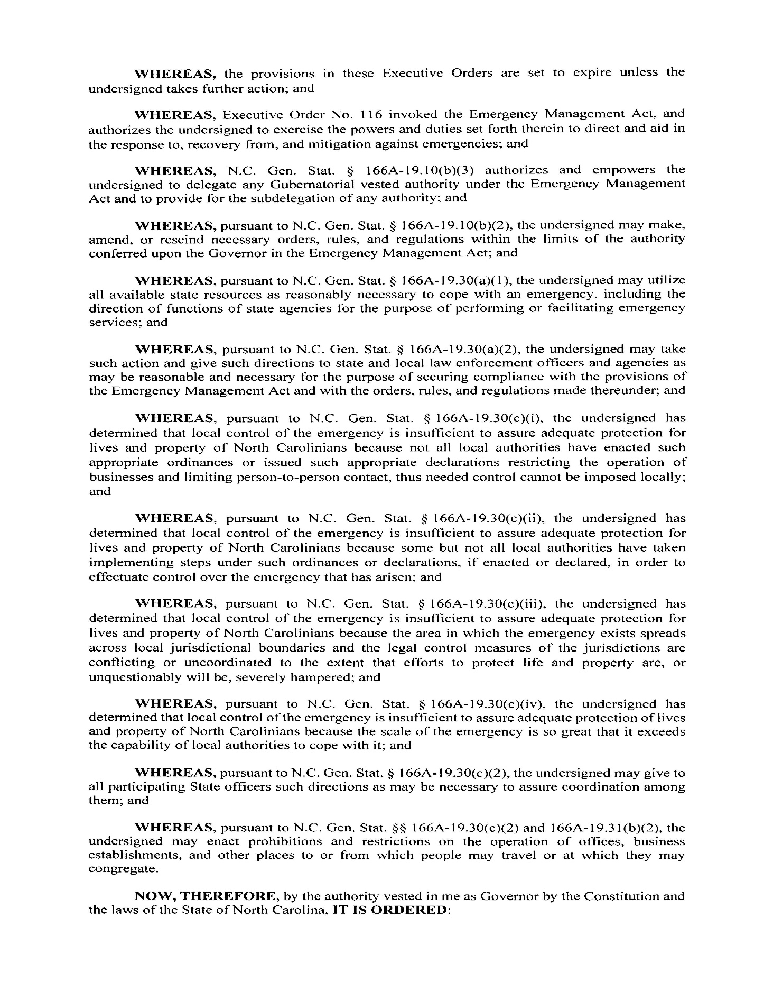 WHEREAS, the provisions in these Executive Orders are set to expire unless the
undersigned takes further action; and
WHEREAS, Executive Order No. 116 invoked the Emergency Management Act, and
authorizes the undersigned to exercise the powers and duties set forth therein to direct and aid in
the response to, recovery from, and mitigation against emergencies; and
WHEREAS, N.C. Gen. Stat. § 166A-19.10(b)(3) authorizes and empowers the
undersigned to delegate any Gubernatorial vested authority under the Emergency Management
Act and to provide for the subdelegation of any authority; and
WHEREAS, pursuant to N.C. Gen. Stat. § 166A-19.10(b)(2), the undersigned may make,
amend, or rescind necessary orders, rules, and regulations within the limits of the authority
conferred upon the Governor in the Emergency Management Act; and
WHEREAS, pursuant to N.C. Gen. Stat. § 166A-19.30(a)(1), the undersigned may utilize
all available state resources as reasonably necessary to cope with an emergency, including the
direction of functions of state agencies for the purpose of performing or facilitating emergency
services; and
WHEREAS, pursuant to N.C. Gen. Stat. § 166A-19.30(a)(2), the undersigned may take
such action and give such directions to state and local law enforcement officers and agencies as
may be reasonable and necessary for the purpose of securing compliance with the provisions of
the Emergency Management Act and with the orders, rules, and regulations made thereunder; and
WHEREAS, pursuant to N.C. Gen. Stat. § 166A-19.30(c)(i), the undersigned has
determined that local control of the emergency is insufficient to assure adequate protection for
lives and property of North Carolinians because not all local authorities have enacted such
appropriate ordinances or issued such appropriate declarations restricting the operation of
businesses and limiting person-to-person contact, thus needed control cannot be imposed locally;
and
WHEREAS, pursuant to N.C. Gen. Stat. § 166A-19.30(c)(ii), the undersigned has
determined that local control of the emergency is insufficient to assure adequate protection for
lives and property of North Carolinians because some but not all local authorities have taken
implementing steps under such ordinances or declarations, if enacted or declared, in order to
effectuate control over the emergency that has arisen; and
WHEREAS, pursuant to N.C. Gen. Stat. § 166A-19.30(c)(iii), the undersigned has
determined that local control of the emergency is insufficient to assure adequate protection for
lives and property of North Carolinians because the area in which the emergency exists spreads
across local jurisdictional boundaries and the legal control measures of the jurisdictions are
conflicting or uncoordinated to the extent that efforts to protect life and property are, or
unquestionably will be, severely hampered; and
WHEREAS, pursuant to N.C. Gen. Stat. § 166A-19.30(c)(iv), the undersigned has
determined that local control of the emergency is insufficient to assure adequate protection of lives
and property of North Carolinians because the scale of the emergency is so great that it exceeds
the capability of local authorities to cope with it; and
WHEREAS, pursuant to N.C. Gen. Stat. § 166A-19.30(c)(2), the undersigned may give to
all participating State officers such directions as may be necessary to assure coordination among
them; and
WHEREAS, pursuant to N.C. Gen. Stat. §§ 166A-19.30(c)(2) and 166A-19.31(b)(2), the
undersigned may enact prohibitions and restrictions on the operation of offices, business
establishments, and other places to or from which people may travel or at which they may
congregate.
NOW, THEREFORE, by the authority vested in me as Governor by the Constitution and
the laws of the State of North Carolina, IT IS ORDERED: